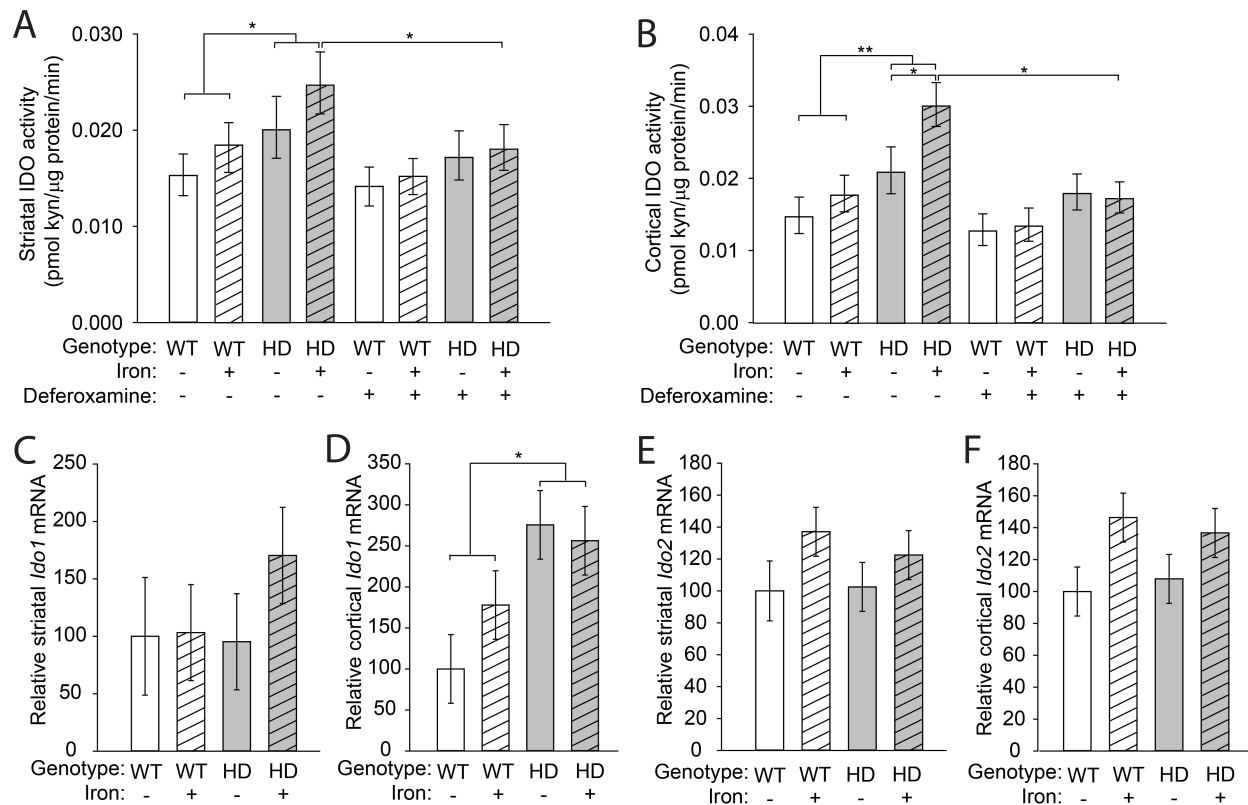 A
Striatal IDO activity
(pmol kyn/µg protein/min)
0.030
0.020
0.010
0.000
*
*
Genotype: WT WT HD HD WT WT HD HD
Iron: - + - + - + - +
Deferoxamine: - - - - + + + +
B
Cortical IDO activity
(pmol kyn/µg protein/min)
0.04
0.03
0.02
0.01
0.00
**
*
*
Genotype: WT WT HD HD WT WT HD HD
Iron: - + - + - + - +
Deferoxamine: - - - - + + + +
C
Relative striatal Ido1 mRNA
250
200
150
100
50
0
Genotype: WT WT HD HD
Iron: - + - +
D
Relative cortical Ido1 mRNA
350
300
250
200
150
100
50
0
*
Genotype: WT WT HD HD
Iron: - + - +
E
Relative striatal Ido2 mRNA
180
160
140
120
100
80
60
40
20
0
Genotype: WT WT HD HD
Iron: - + - +
F
Relative cortical Ido2 mRNA
180
160
140
120
100
80
60
40
20
0
Genotype: WT WT HD HD
Iron: - + - +